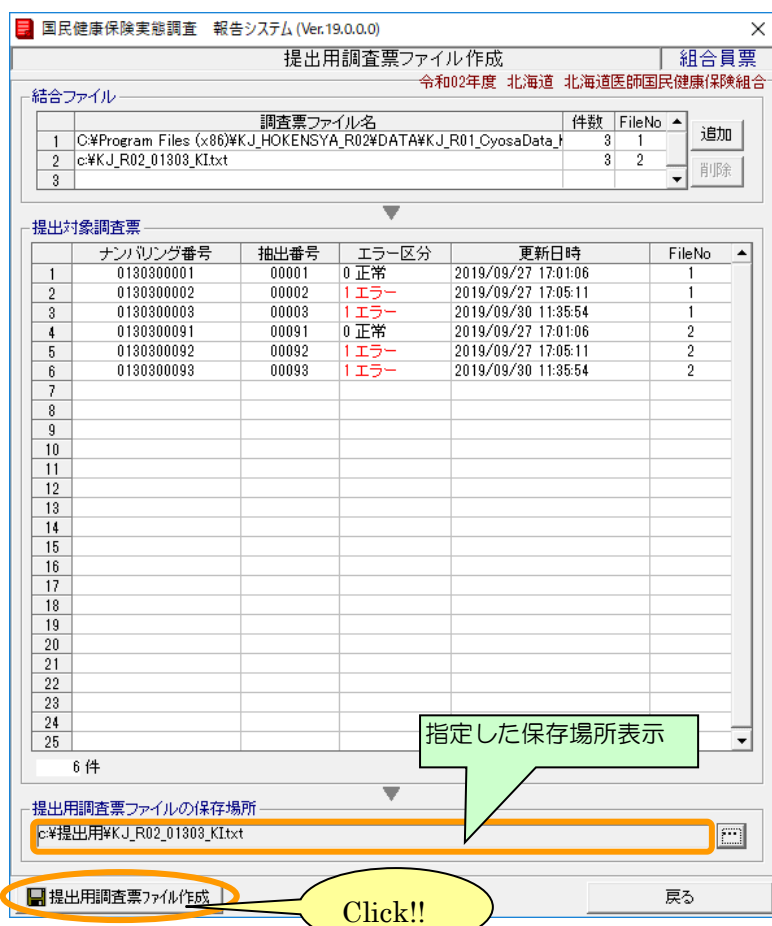 国民健康保険実態調査　報告システム (Ver.19.0.0.0)
提出用調査票ファイル作成
組合員票
令和02年度 北海道 北海道医師国民健康保険組合
結合ファイル
調査票ファイル名 件数 FileNo
1 C:¥Program Files (x86)¥KJ_HOKENSYA_R02¥DATA¥KJ_R01_CyosaData_ 3 1
2 c:¥KJ_R02_01303_KI.txt 3 2
3
追加
削除
提出対象調査票
ナンバリング番号 抽出番号 エラー区分 更新日時 FileNo
1 0130300001 00001 0 正常 2019/09/27 17:01:06 1
2 0130300002 00002 1 エラー 2019/09/27 17:05:11 1
3 0130300003 00003 1 エラー 2019/09/30 11:35:54 1
4 0130300091 00091 0 正常 2019/09/27 17:01:06 2
5 0130300092 00092 1 エラー 2019/09/27 17:05:11 2
6 0130300093 00093 1 エラー 2019/09/30 11:35:54 2
7
8
9
10
11
12
13
14
15
16
17
18
19
20
21
22
23
24
25
指定した保存場所表示
6 件
提出用調査票ファイルの保存場所
c:¥提出用¥KJ_R02_01303_KI.txt
...
提出用調査票ファイル作成
Click!!
戻る